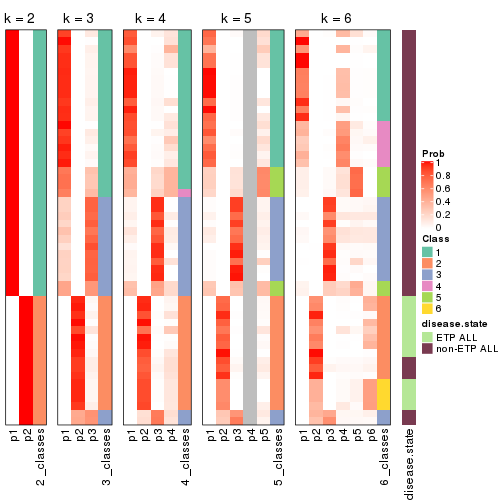 k = 2
k = 3
k = 4
k = 5
k = 6
p1
p2
2_classes
p1
p2
p3
3_classes
p1
p2
p3
p4
4_classes
p1
p2
p3
p4
p5
5_classes
p1
p2
p3
p4
p5
p6
6_classes
disease.state
Prob
1
0.8
0.6
0.4
0.2
0
Class
1
2
3
4
5
6
disease.state
ETP ALL
non-ETP ALL